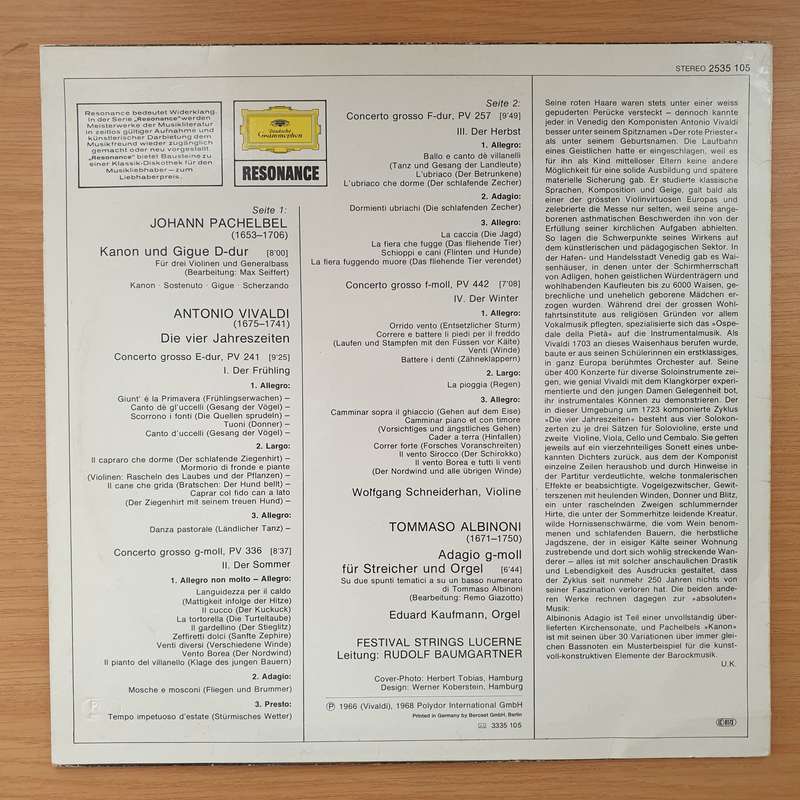 STEREO 2535 105
Resonance bedeutet Widerklang.
In der Serie „Resonance“ werden
Meisterwerke der Musikliteratur
in zeitlos gültiger Aufnahme und
künstlerischer Darbietung dem
Musikfreund wieder zugänglich
gemacht oder neu vorgestellt.
„Resonance“ bietet Bausteine zu
einer Klassik-Diskothek für den
Musikliebhaber – zum
Liebhaberpreis.
Deutsche
Grammophon
RESONANCE
Seite 1:
JOHANN PACHELBEL
(1653–1706)
Kanon und Gigue D-dur [8'00]
Für drei Violinen und Generalbass
(Bearbeitung: Max Seiffert)
Kanon · Sostenuto · Gigue · Scherzando
ANTONIO VIVALDI
(1675–1741)
Die vier Jahreszeiten
Concerto grosso E-dur, PV 241 [9'25]
I. Der Frühling
1. Allegro:
Giunt' é la Primavera (Frühlingserwachen) –
Canto dè gl'uccelli (Gesang der Vögel) –
Scorrono i fonti (Die Quellen sprudeln) –
Tuoni (Donner) –
Canto d'uccelli (Gesang der Vögel) –
2. Largo:
Il capraro che dorme (Der schlafende Ziegenhirt) –
Mormorio di fronde e piante
(Violinen: Rascheln des Laubes und der Pflanzen) –
Il cane che grida (Bratschen: Der Hund bellt) –
Caprar col fido can a lato
(Der Ziegenhirt mit seinem treuen Hund) –
3. Allegro:
Danza pastorale (Ländlicher Tanz) –
Concerto grosso g-moll, PV 336 [8'37]
II. Der Sommer
1. Allegro non molto – Allegro:
Languidezza per il caldo
(Mattigkeit infolge der Hitze)
Il cucco (Der Kuckuck)
La tortorella (Die Turteltaube)
Il gardellino (Der Stieglitz)
Zeffiretti dolci (Sanfte Zephire)
Venti diversi (Verschiedene Winde)
Vento Borea (Der Nordwind)
Il pianto del villanello (Klage des jungen Bauern)
2. Adagio:
Mosche e mosconi (Fliegen und Brummer)
3. Presto:
Tempo impetuoso d'estate (Stürmisches Wetter)
Seite 2:
Concerto grosso F-dur, PV 257 [9'49]
III. Der Herbst
1. Allegro:
Ballo e canto dè villanelli
(Tanz und Gesang der Landleute)
L'ubriaco (Der Betrunkene)
L'ubriaco che dorme (Der schlafende Zecher)
2. Adagio:
Dormienti ubriachi (Die schlafenden Zecher)
3. Allegro:
La caccia (Die Jagd)
La fiera che fugge (Das fliehende Tier)
Schioppi e cani (Flinten und Hunde)
La fiera fuggendo muore (Das fliehende Tier verendet)
Concerto grosso f-moll, PV 442 [7'08]
IV. Der Winter
1. Allegro:
Orrido vento (Entsetzlicher Sturm)
Correre e battere li piedi per il freddo
(Laufen und Stampfen mit den Füssen vor Kälte)
Venti (Winde)
Battere i denti (Zähneklappern)
2. Largo:
La pioggia (Regen)
3. Allegro:
Camminar sopra il ghiaccio (Gehen auf dem Eise)
Camminar piano et con timore
(Vorsichtiges und ängstliches Gehen)
Cader a terra (Hinfallen)
Correr forte (Forsches Voranschreiten)
Il vento Sirocco (Der Schirokko)
Il vento Borea e tutti li venti
(Der Nordwind und alle übrigen Winde)
Wolfgang Schneiderhan, Violine
TOMMASO ALBINONI
(1671–1750)
Adagio g-moll
für Streicher und Orgel [6'44]
Su due spunti tematici a su un basso numerato
di Tommaso Albinoni
(Bearbeitung: Remo Giazotto)
Eduard Kaufmann, Orgel
FESTIVAL STRINGS LUCERNE
Leitung: RUDOLF BAUMGARTNER
Cover-Photo: Herbert Tobias, Hamburg
Design: Werner Koberstein, Hamburg
Ⓟ 1966 (Vivaldi), 1968 Polydor International GmbH
Printed in Germany by Beroset GmbH, Berlin
3335 105
Seine roten Haare waren stets unter einer weiss
gepuderten Perücke versteckt – dennoch kannte
jeder in Venedig den Komponisten Antonio Vivaldi
besser unter seinem Spitznamen »Der rote Priester«
als unter seinem Geburtsnamen. Die Laufbahn
eines Geistlichen hatte er eingeschlagen, weil es
für ihn als Kind mittelloser Eltern keine andere
Möglichkeit für eine solide Ausbildung und spätere
materielle Sicherung gab. Er studierte klassische
Sprachen, Komposition und Geige, galt bald als
einer der grössten Violinvirtuosen Europas und
zelebrierte die Messe nur selten, weil seine ange-
borenen asthmatischen Beschwerden ihn von der
Erfüllung seiner kirchlichen Aufgaben abhielten.
So lagen die Schwerpunkte seines Wirkens auf
dem künstlerischen und pädagogischen Sektor. In
der Hafen- und Handelsstadt Venedig gab es Wai-
senhäuser, in denen unter der Schirmherrschaft
von Adligen, hohen geistlichen Würdenträgern und
wohlhabenden Kaufleuten bis zu 6000 Waisen, ge-
brechliche und unehelich geborene Mädchen er-
zogen wurden. Während drei der grossen Wohl-
fahrtsinstitute aus religiösen Gründen vor allem
Vokalmusik pflegten, spezialisierte sich das »Ospe-
dale della Pietà« auf die Instrumentalmusik. Als
Vivaldi 1703 an dieses Waisenhaus berufen wurde,
baute er aus seinen Schülerinnen ein erstklassiges,
in ganz Europa berühmtes Orchester auf. Seine
über 400 Konzerte für diverse Soloinstrumente zei-
gen, wie genial Vivaldi mit dem Klangkörper experi-
mentierte und den jungen Damen Gelegenheit bot,
ihr instrumentales Können zu demonstrieren. Der
in dieser Umgebung um 1723 komponierte Zyklus
»Die vier Jahreszeiten« besteht aus vier Solokon-
zerten zu je drei Sätzen für Solovioline, erste und
zweite Violine, Viola, Cello und Cembalo. Sie gehen
jeweils auf ein vierzehnteiliges Sonett eines unbe-
kannten Dichters zurück, aus dem der Komponist
einzelne Zeilen heraushob und durch Hinweise in
der Partitur verdeutlichte, welche tonmalerischen
Effekte er beabsichtigte. Vogelgezwitscher, Gewit-
terszenen mit heulenden Winden, Donner und Blitz,
ein unter raschelnden Zweigen schlummernder
Hirte, die unter der Sommerhitze leidende Kreatur,
wilde Hornissenschwärme, die vom Wein benom-
menen und schlafenden Bauern, die herbstliche
Jagdszene, der in eisiger Kälte seiner Wohnung
zustrebende und dort sich wohlig streckende Wan-
derer – alles ist mit solcher anschaulichen Drastik
und Lebendigkeit des Ausdrucks gestaltet, dass
der Zyklus seit nunmehr 250 Jahren nichts von
seiner Faszination verloren hat. Die beiden ande-
ren Werke rechnen dagegen zur »absoluten«
Musik:
Albinonis Adagio ist Teil einer unvollständig über-
lieferten Kirchensonate, und Pachelbels »Kanon«
ist mit seinen über 30 Variationen über immer glei-
chen Bassnoten ein Musterbeispiel für die kunst-
voll-konstruktiven Elemente der Barockmusik.
U.K.